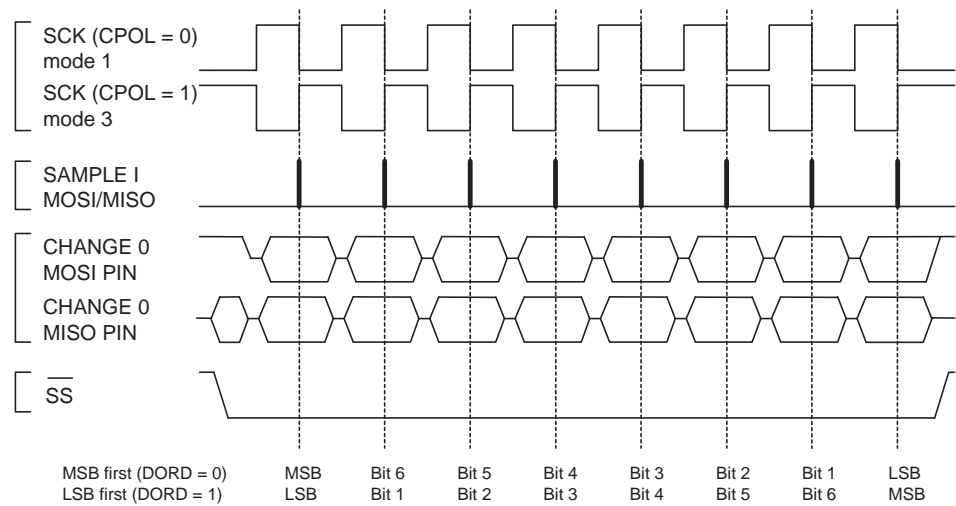 SCK (CPOL = 0)
mode 1
SCK (CPOL = 1)
mode 3
SAMPLE I
MOSI/MISO
CHANGE 0
MOSI PIN
CHANGE 0
MISO PIN
SS
MSB first (DORD = 0) MSB Bit 6 Bit 5 Bit 4 Bit 3 Bit 2 Bit 1 LSB
LSB first (DORD = 1) LSB Bit 1 Bit 2 Bit 3 Bit 4 Bit 5 Bit 6 MSB